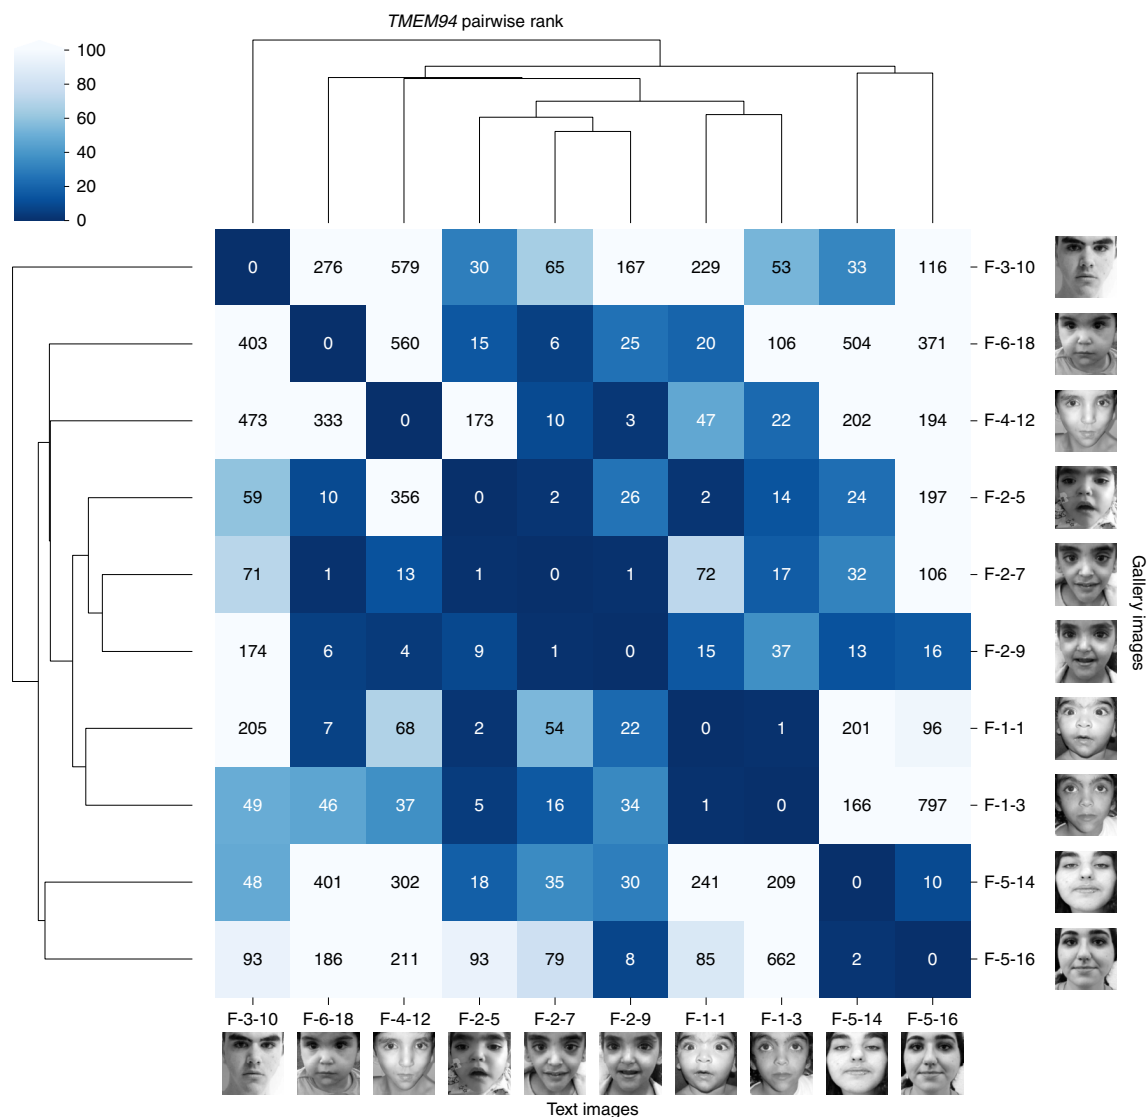 TMEM94 pairwise rank
100
80
60
40
20
0
0 276 579 30 65 167 229 53 33 116 F-3-10
403 0 560 15 6 25 20 106 504 371 F-6-18
473 333 0 173 10 3 47 22 202 194 F-4-12
59 10 356 0 2 26 2 14 24 197 F-2-5
71 1 13 1 0 1 72 17 32 106 F-2-7
174 6 4 9 1 0 15 37 13 16 F-2-9
205 7 68 2 54 22 0 1 201 96 F-1-1
49 46 37 5 16 34 1 0 166 797 F-1-3
48 401 302 18 35 30 241 209 0 10 F-5-14
93 186 211 93 79 8 85 662 2 0 F-5-16
Gallery images
F-3-10 F-6-18 F-4-12 F-2-5 F-2-7 F-2-9 F-1-1 F-1-3 F-5-14 F-5-16
Text images